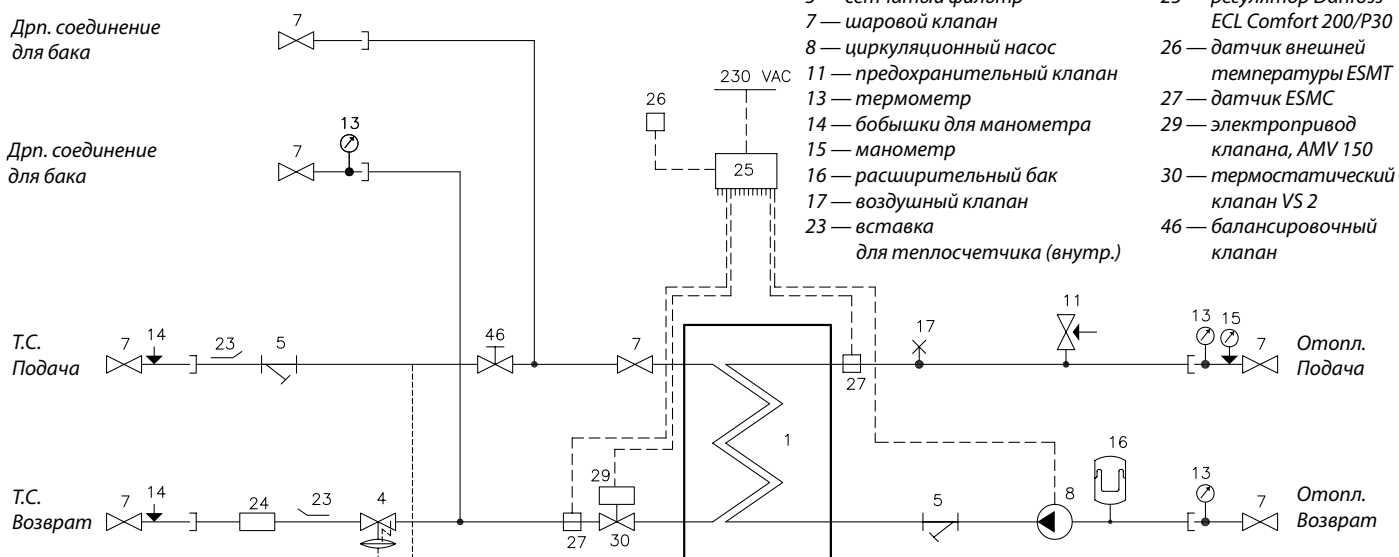 25 — регулятор Danfoss
Дрп. соединение
для бака
7
7 — шаровой клапан
8 — циркуляционный насос
11 — предохранительный клапан
13 — термометр
14 — бобышки для манометра
15 — манометр
16 — расширительный бак
17 — воздушный клапан
23 — вставка
для теплосчетчика (внутр.)
ECL Comfort 200/P30
26 — датчик внешней
температуры ESMT
27 — датчик ESMC
29 — электропривод
клапана, AMV 150
30 — термостатический
клапан VS 2
46 — балансировочный
клапан
230 VAC
26
25
Дрп. соединение
для бака
7
13
Т.С.
Подача
7
14
23
5
46
7
27
17
11
13
15
7
Отопл.
Подача
1
Т.С.
Возврат
7
14
24
23
4
27
29
30
5
8
16
13
7
Отопл.
Возврат